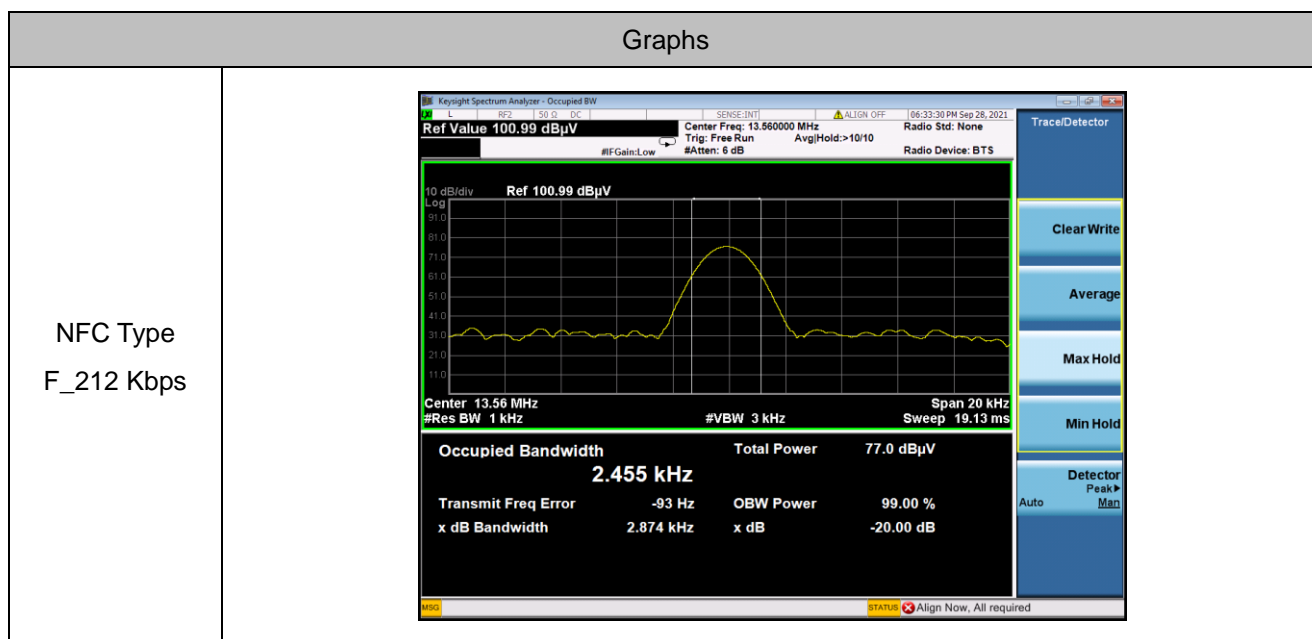 Graphs
NFC Type
F_212 Kbps
Keysight Spectrum Analyzer - Occupied BW
L RF2 50 Ω DC SENSE:INT ALIGN OFF 06:33:30 PM Sep 28, 2021
Ref Value 100.99 dBµV
Center Freq: 13.560000 MHz
Radio Std: None
Trig: Free Run Avg|Hold:>10/10
#IFGain:Low
#Atten: 6 dB
Radio Device: BTS
10 dB/div Ref 100.99 dBµV
Log
91.0
81.0
71.0
61.0
51.0
41.0
31.0
21.0
11.0
Center 13.56 MHz Span 20 kHz
#Res BW 1 kHz #VBW 3 kHz Sweep 19.13 ms
Occupied Bandwidth Total Power 77.0 dBµV
2.455 kHz
Transmit Freq Error -93 Hz OBW Power 99.00 %
x dB Bandwidth 2.874 kHz x dB -20.00 dB
Trace/Detector
Clear Write
Average
Max Hold
Min Hold
Detector
Peak▶
Auto Man
MSG STATUS Align Now, All required